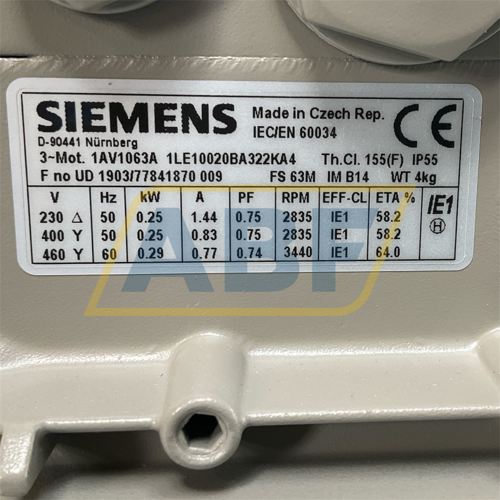 SIEMENS
Made in Czech Rep.
D-90441 Nürnberg
IEC/EN 60034
CE
3~Mot. 1AV1063A 1LE10020BA322KA4 Th.Cl. 155(F) IP55
F no UD 1903/77841870 009 FS 63M IM B14 WT 4kg
V Hz kW A PF RPM EFF-CL ETA % IE1
230 Δ 50 0.25 1.44 0.75 2835 IE1 58.2 H
400 Y 50 0.25 0.83 0.75 2835 IE1 58.2
460 Y 60 0.29 0.77 0.74 3440 IE1 64.0
ABF